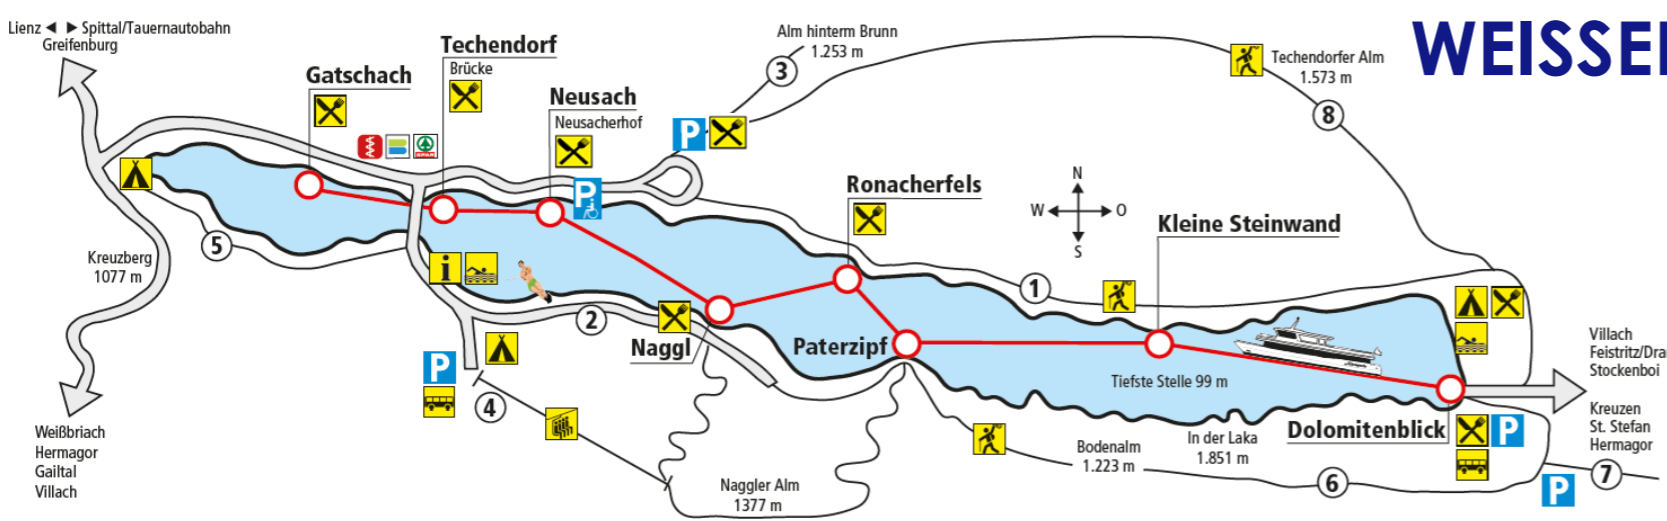 WEISSE
Lienz ◄ ► Spittal/Tauernautobahn
Greifenburg
Gatschach
Techendorf
Brücke
Neusach
Neusacherhof
Alm hinterm Brunn
1.253 m
3
Techendorfer Alm
1.573 m
8
P
SPAR
P
Ronacherfels
N
W
O
S
Kleine Steinwand
5
Kreuzberg
1077 m
i
1
2
Naggl
Paterzipf
Tiefste Stelle 99 m
P
4
Villach
Feistritz/Dra
Stockenboi
Weißbriach
Hermagor
Gailtal
Villach
Naggler Alm
1377 m
Bodenalm
1.223 m
In der Laka
1.851 m
Dolomitenblick
P
Kreuzen
St. Stefan
Hermagor
6
7
P